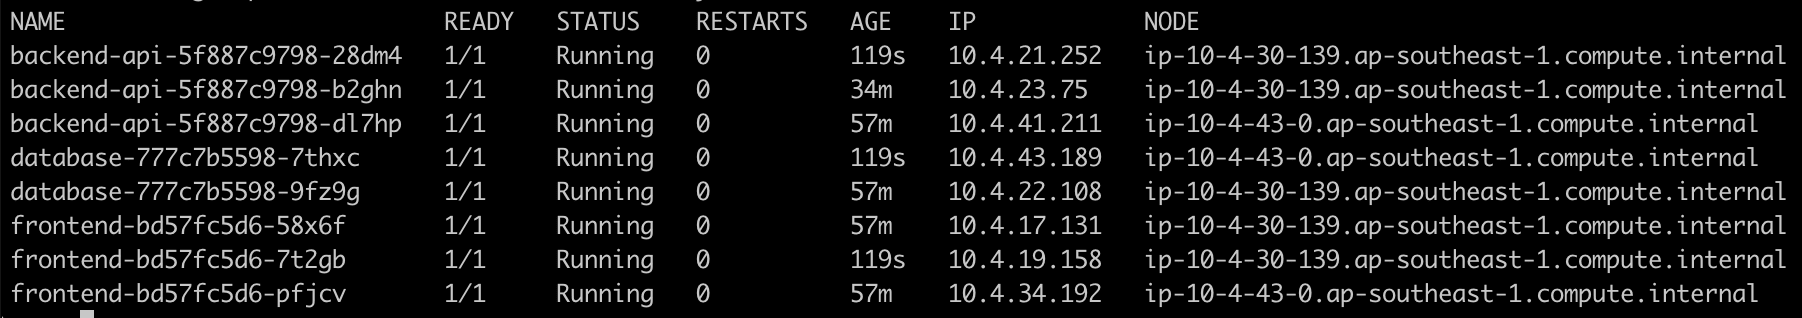 NAME READY STATUS RESTARTS AGE IP NODE
backend-api-5f887c9798-28dm4 1/1 Running 0 119s 10.4.21.252 ip-10-4-30-139.ap-southeast-1.compute.internal
backend-api-5f887c9798-b2ghn 1/1 Running 0 34m 10.4.23.75 ip-10-4-30-139.ap-southeast-1.compute.internal
backend-api-5f887c9798-dl7hp 1/1 Running 0 57m 10.4.41.211 ip-10-4-43-0.ap-southeast-1.compute.internal
database-777c7b5598-7thxc 1/1 Running 0 119s 10.4.43.189 ip-10-4-43-0.ap-southeast-1.compute.internal
database-777c7b5598-9fz9g 1/1 Running 0 57m 10.4.22.108 ip-10-4-30-139.ap-southeast-1.compute.internal
frontend-bd57fc5d6-58x6f 1/1 Running 0 57m 10.4.17.131 ip-10-4-30-139.ap-southeast-1.compute.internal
frontend-bd57fc5d6-7t2gb 1/1 Running 0 119s 10.4.19.158 ip-10-4-30-139.ap-southeast-1.compute.internal
frontend-bd57fc5d6-pfjcv 1/1 Running 0 57m 10.4.34.192 ip-10-4-43-0.ap-southeast-1.compute.internal